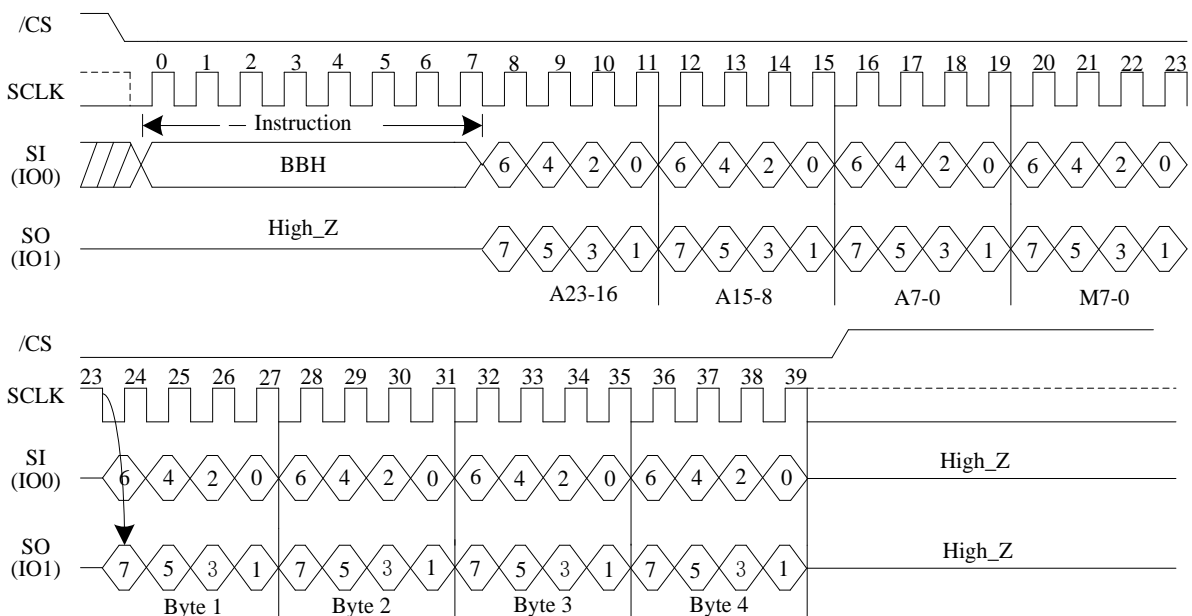 /CS
0 1 2 3 4 5 6 7 8 9 10 11 12 13 14 15 16 17 18 19 20 21 22 23
SCLK
Instruction
SI
(IO0)
BBH
6 4 2 0 6 4 2 0 6 4 2 0 6 4 2 0
High_Z
SO
(IO1)
7 5 3 1 7 5 3 1 7 5 3 1 7 5 3 1
A23-16 A15-8 A7-0 M7-0
/CS
23 24 25 26 27 28 29 30 31 32 33 34 35 36 37 38 39
SCLK
SI
(IO0)
6 4 2 0 6 4 2 0 6 4 2 0 6 4 2 0
High_Z
SO
(IO1)
7 5 3 1 7 5 3 1 7 5 3 1 7 5 3 1
High_Z
Byte 1 Byte 2 Byte 3 Byte 4